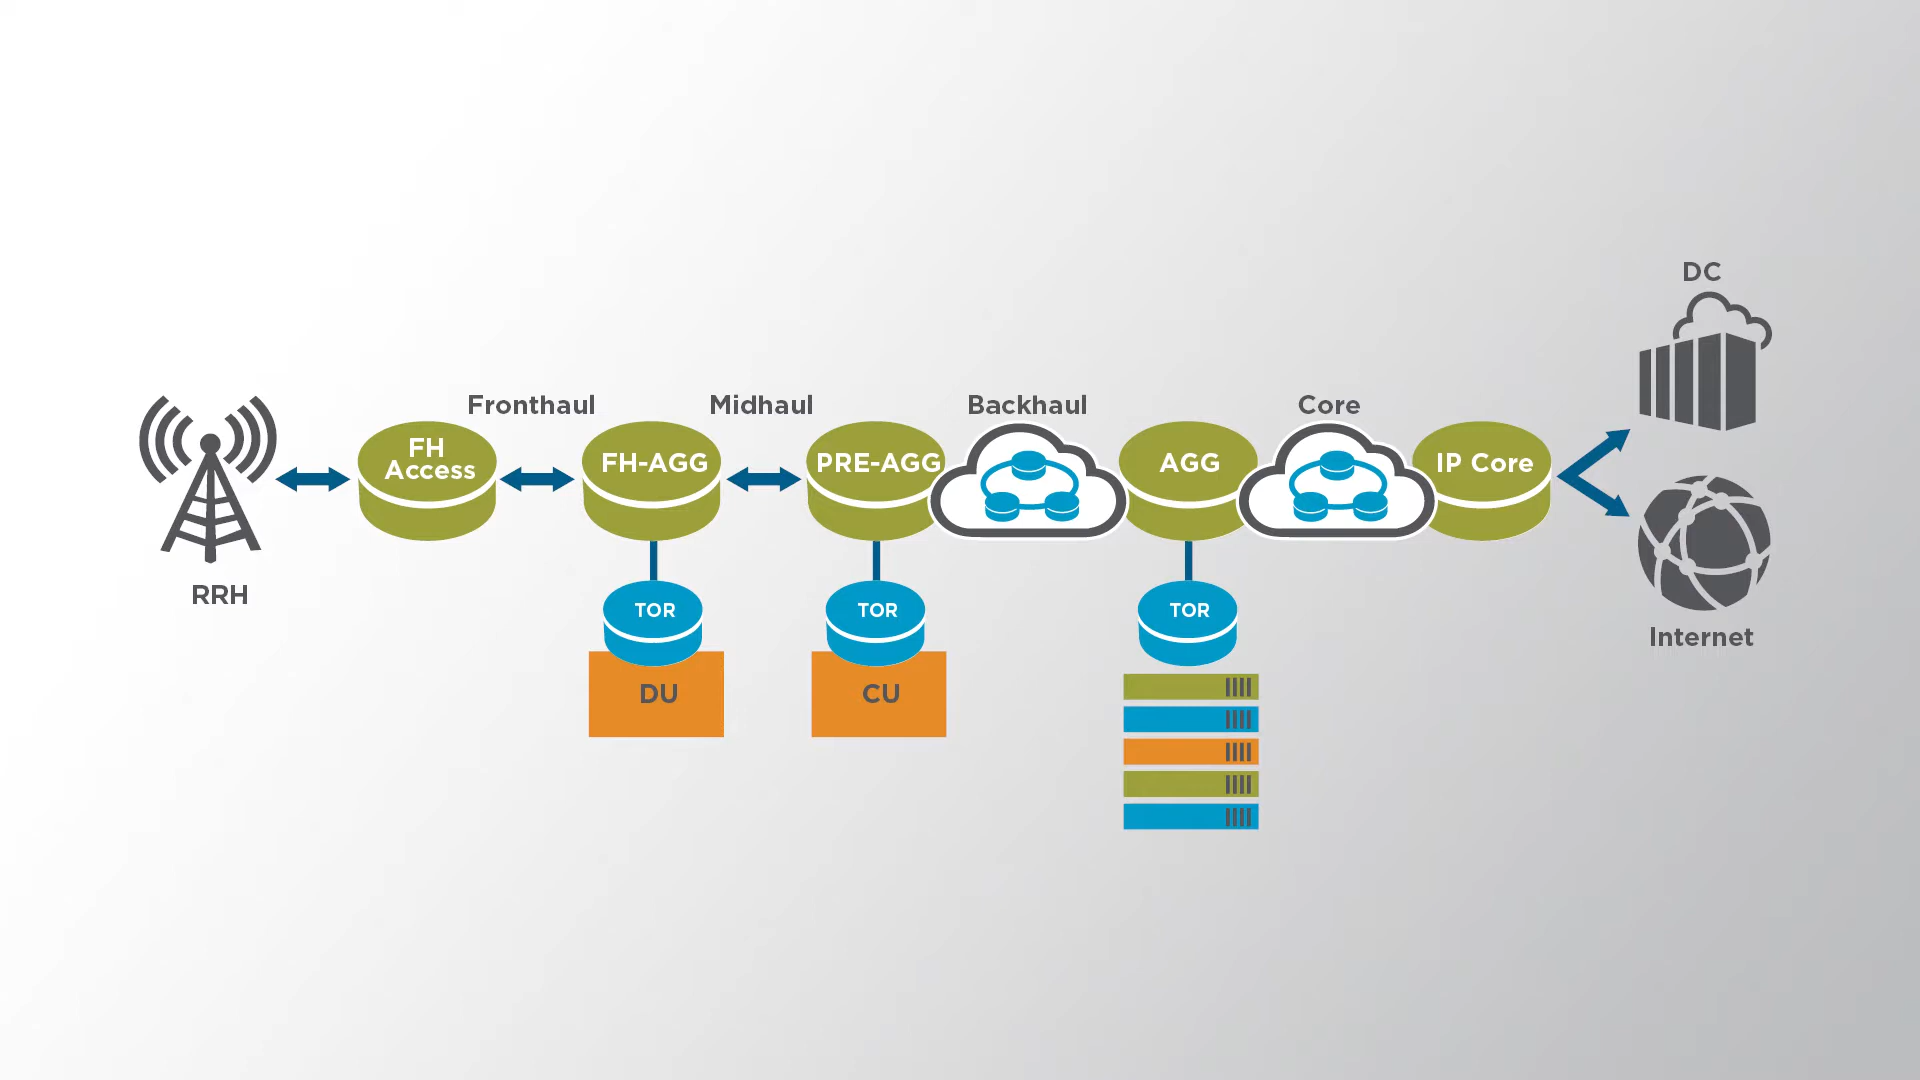 DC
Fronthaul
Midhaul
Backhaul
Core
FH
Access
FH-AGG
PRE-AGG
AGG
IP Core
RRH
TOR
TOR
TOR
Internet
DU
CU